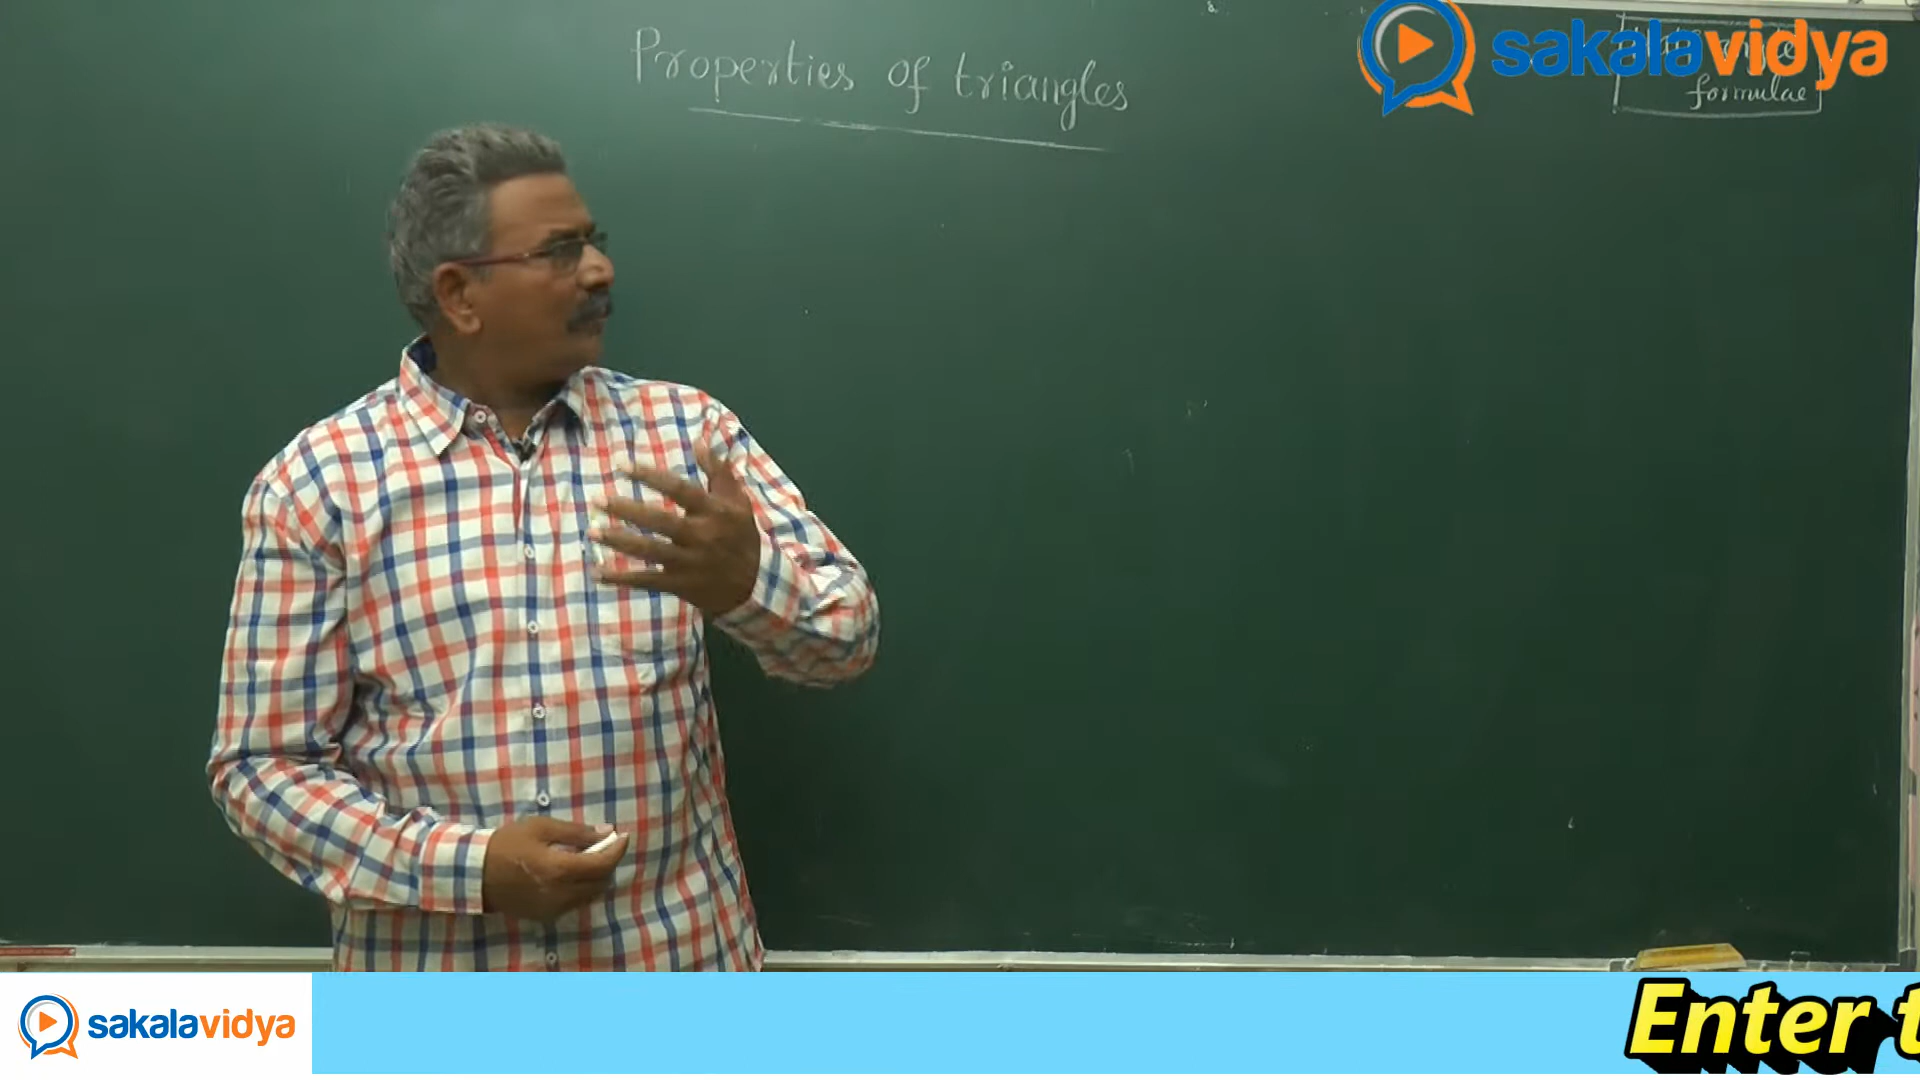 Properties of triangles
sakalavidya
formulae
sakalavidya
Enter t